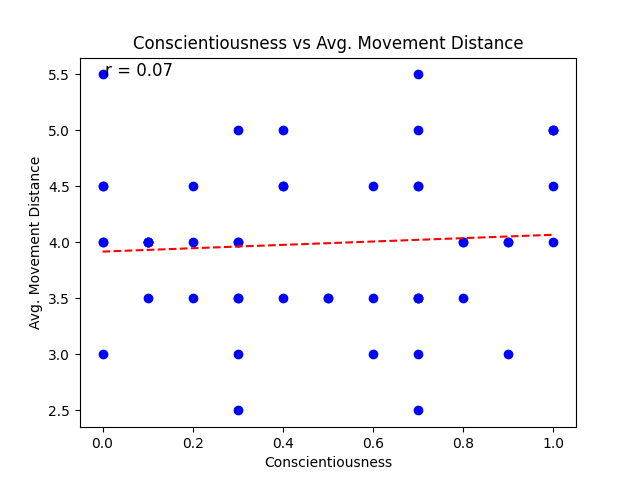 Conscientiousness vs Avg. Movement Distance
r = 0.07
Avg. Movement Distance
5.5
5.0
4.5
4.0
3.5
3.0
2.5
0.0 0.2 0.4 0.6 0.8 1.0
Conscientiousness